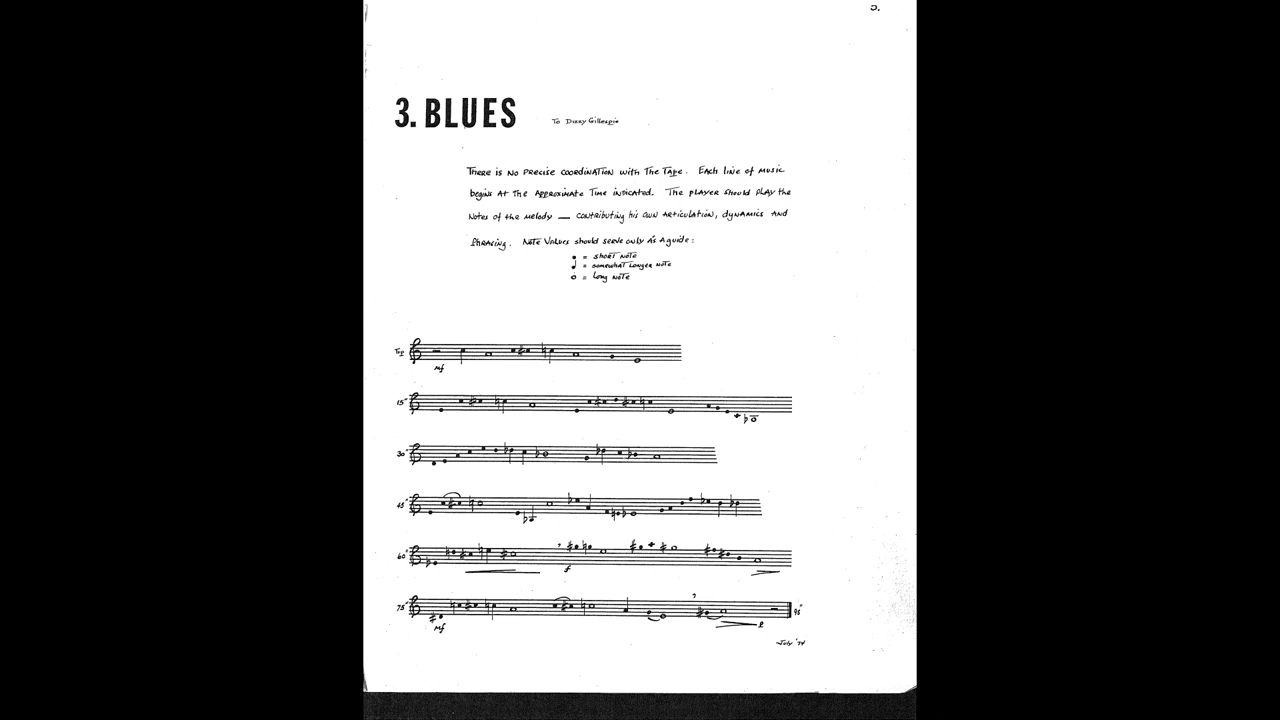 3.
3. BLUES
To Dizzy Gillespie
There is no precise coordination with the tape. Each line of music
begins at the approximate time indicated. The player should play the
notes of the melody — contributing his own articulation, dynamics and
phrasing. Note values should serve only as a guide:
= short note
= somewhat longer note
= long note
Top
mf
15"
30"
45"
60"
f
75"
mf
p
July '74